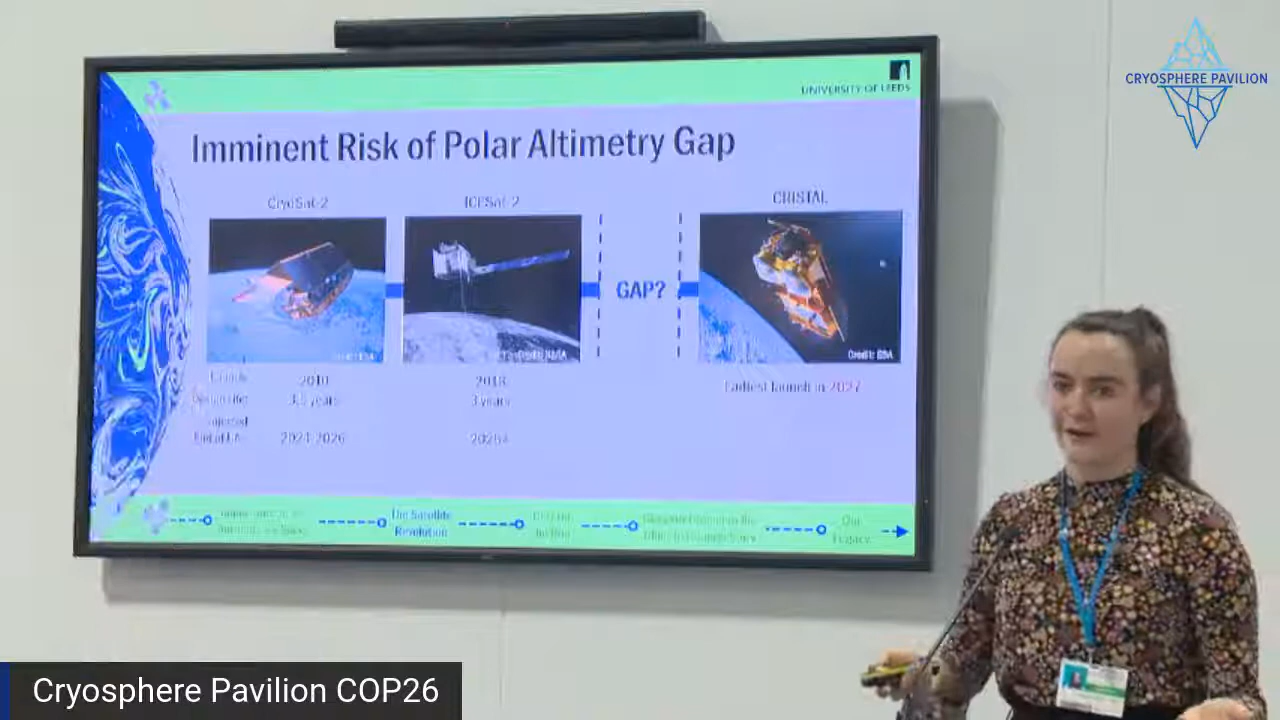 CRYOSPHERE PAVILION
UNIVERSITY OF LEEDS
Imminent Risk of Polar Altimetry Gap
CryoSat-2
ICESat-2
CRISTAL
GAP?
Credit: ESA
Launch
2010
2018
Earliest launch in 2027
3.5 years
3 years
2024-2026
The Satellite
Revolution
Our
Legacy
Cryosphere Pavilion COP26